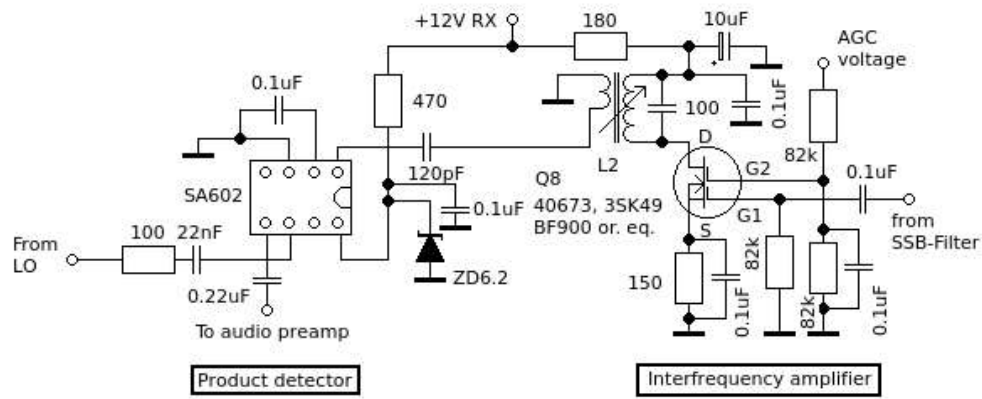 +12V RX
180
10uF
AGC
voltage
0.1uF
470
100
0.1uF
D
82k
L2
120pF
SA602
Q8
G2
0.1uF
0.1uF
40673, 3SK49
BF900 or. eq.
G1
from
SSB-Filter
From
LO
100
22nF
S
82k
ZD6.2
150
0.22uF
0.1uF
82k
0.1uF
To audio preamp
Product detector
Interfrequency amplifier